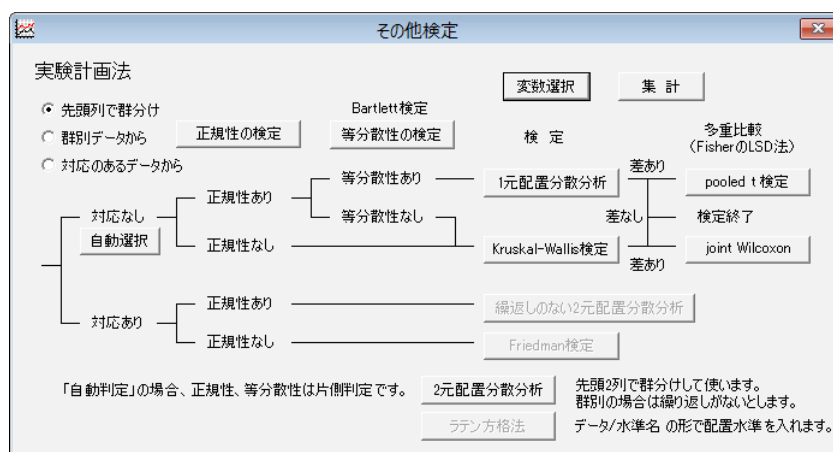 その他検定
実験計画法
変数選択
集 計
先頭列で群分け
Bartlett検定
群別データから
正規性の検定
等分散性の検定
検 定
多重比較
(FisherのLSD法)
対応のあるデータから
差あり
等分散性あり
1元配置分散分析
pooled t 検定
正規性あり
対応なし
等分散性なし
差なし
検定終了
自動選択
正規性なし
Kruskal-Wallis検定
joint Wilcoxon
差あり
正規性あり
繰返しのない2元配置分散分析
対応あり
正規性なし
Friedman検定
「自動判定」の場合、正規性、等分散性は片側判定です。
2元配置分散分析
先頭2列で群分けして使います。
群別の場合は繰り返しがないとします。
ラテン方格法
データ/水準名 の形で配置水準を入れます。